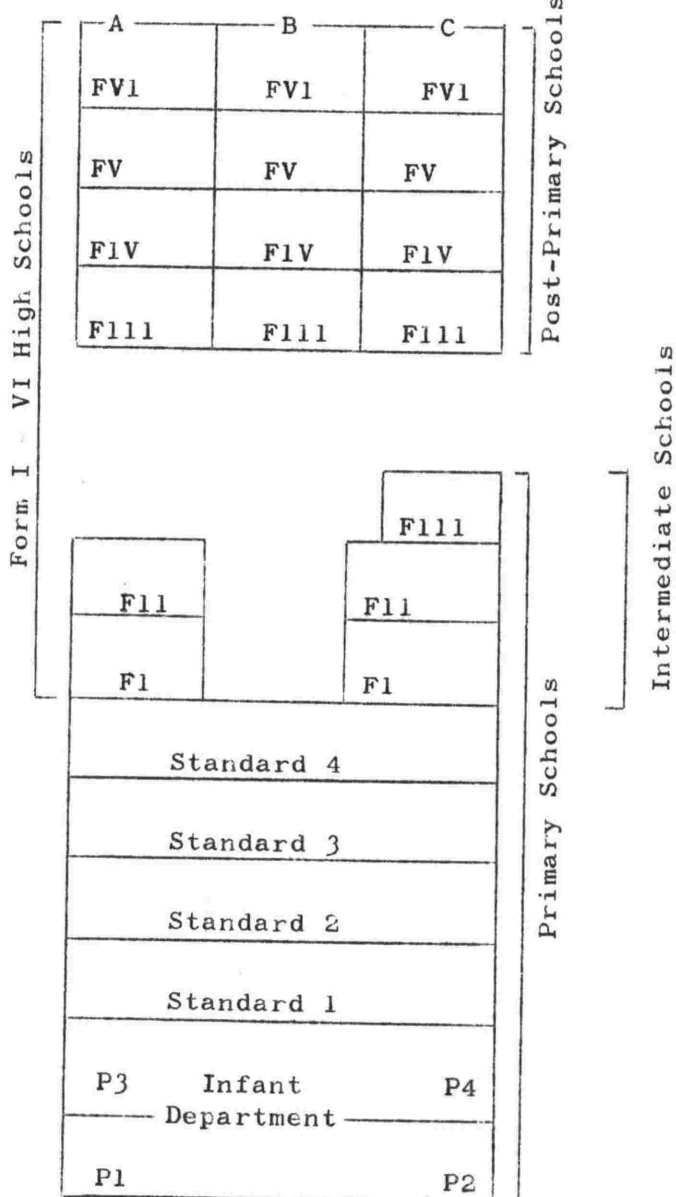 A B C
FV1 FV1 FV1
FV FV FV
F1V F1V F1V
F111 F111 F111
Post-Primary Schools
Form I - VI High Schools
F111
F11 F11
F1 F1
Intermediate Schools
Standard 4
Standard 3
Standard 2
Standard 1
Primary Schools
P3 Infant P4
Department
P1 P2